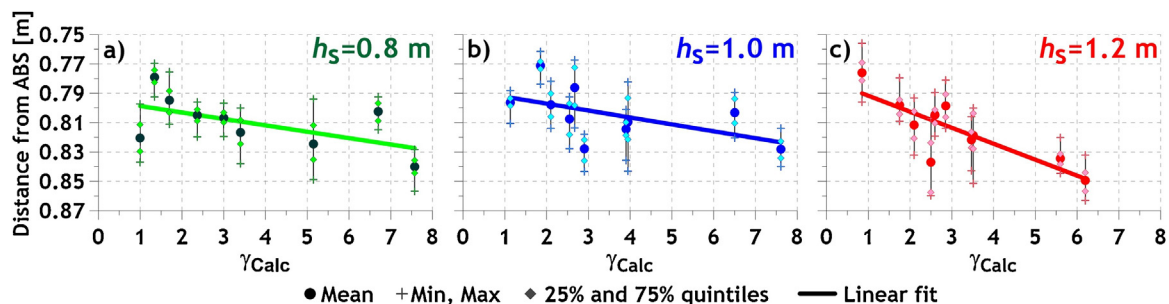 a) hS=0.8 m b) hS=1.0 m c) hS=1.2 m
Distance from ABS [m]
0.75
0.77
0.79
0.81
0.83
0.85
0.87
0 1 2 3 4 5 6 7 8 0 1 2 3 4 5 6 7 8 0 1 2 3 4 5 6 7 8
γCalc γCalc γCalc
Mean Min, Max 25% and 75% quintiles Linear fit